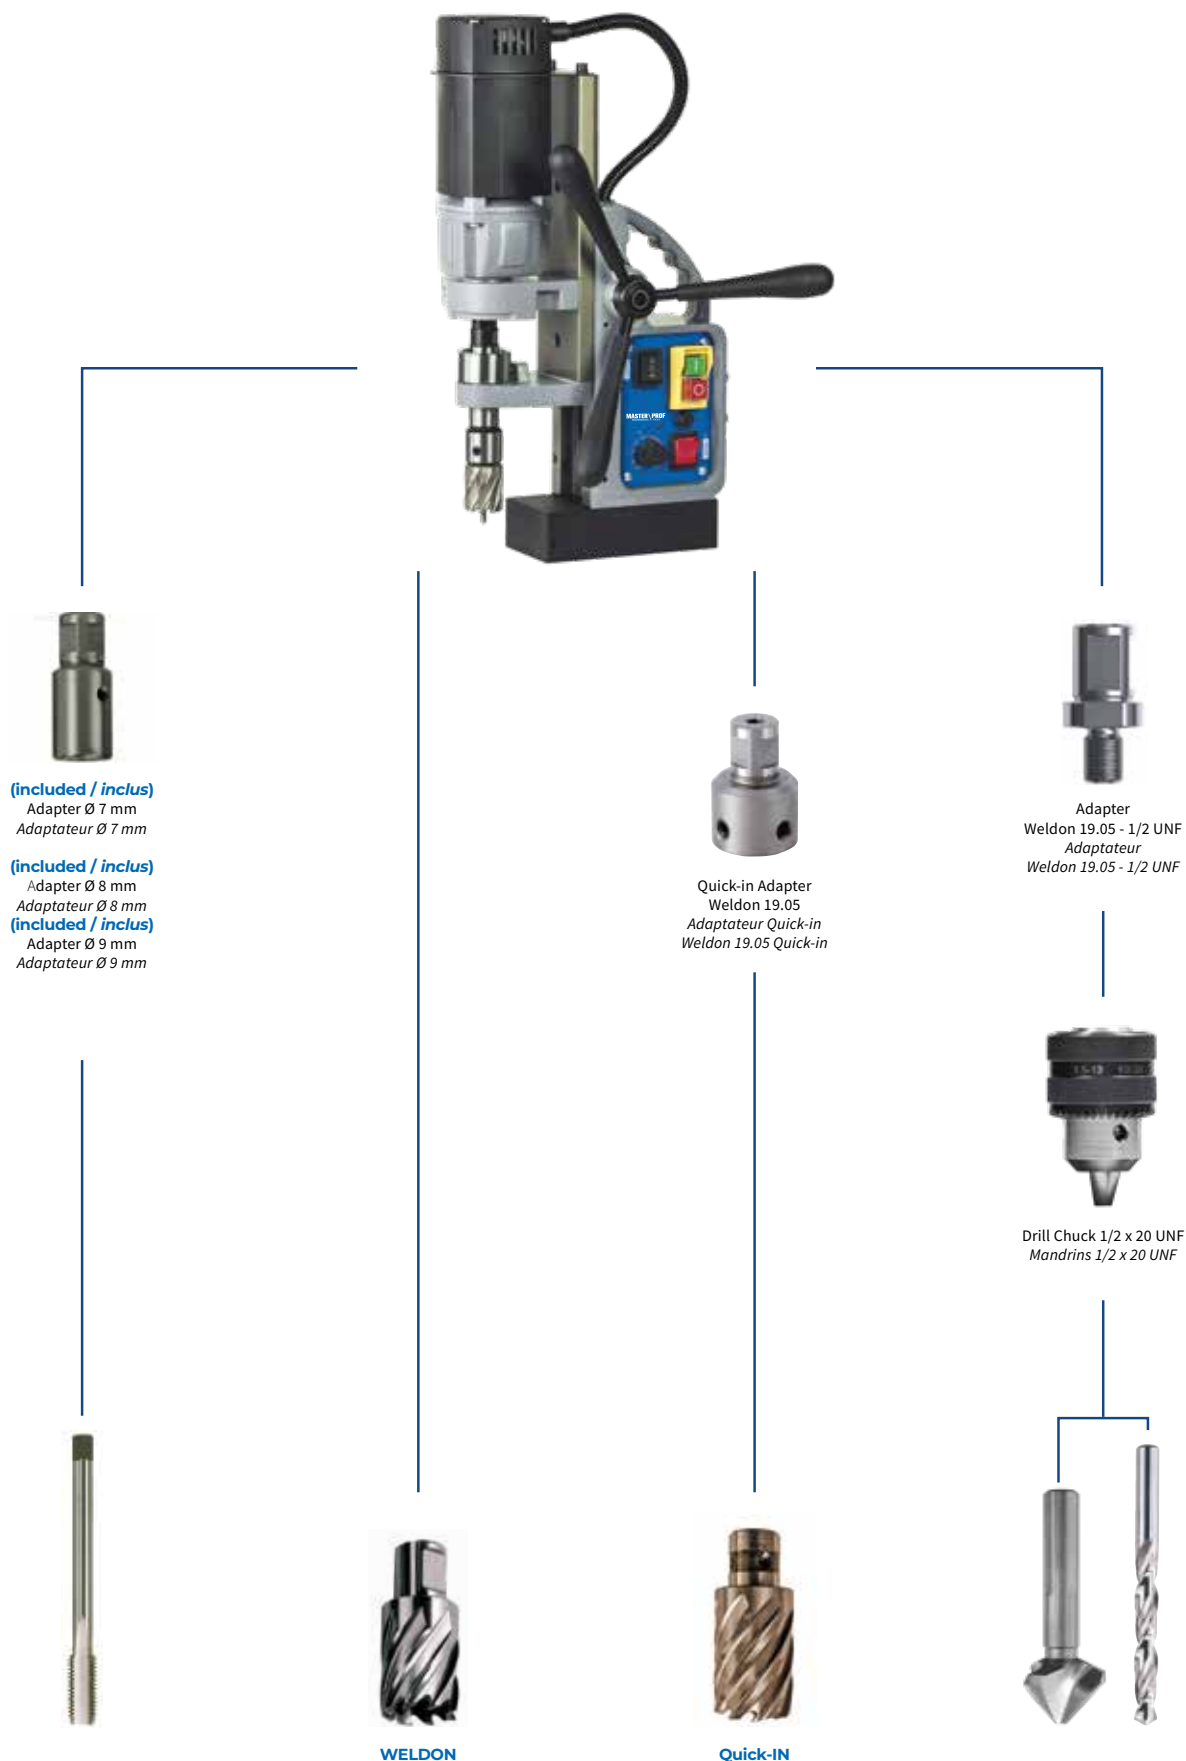 MASTER PROF
(included / inclus)
Adapter Ø 7 mm
Adaptateur Ø 7 mm
(included / inclus)
Adapter Ø 8 mm
Adaptateur Ø 8 mm
(included / inclus)
Adapter Ø 9 mm
Adaptateur Ø 9 mm
Quick-in Adapter
Weldon 19.05
Adaptateur Quick-in
Weldon 19.05 Quick-in
Adapter
Weldon 19.05 - 1/2 UNF
Adaptateur
Weldon 19.05 - 1/2 UNF
Drill Chuck 1/2 x 20 UNF
Mandrins 1/2 x 20 UNF
WELDON
Quick-IN